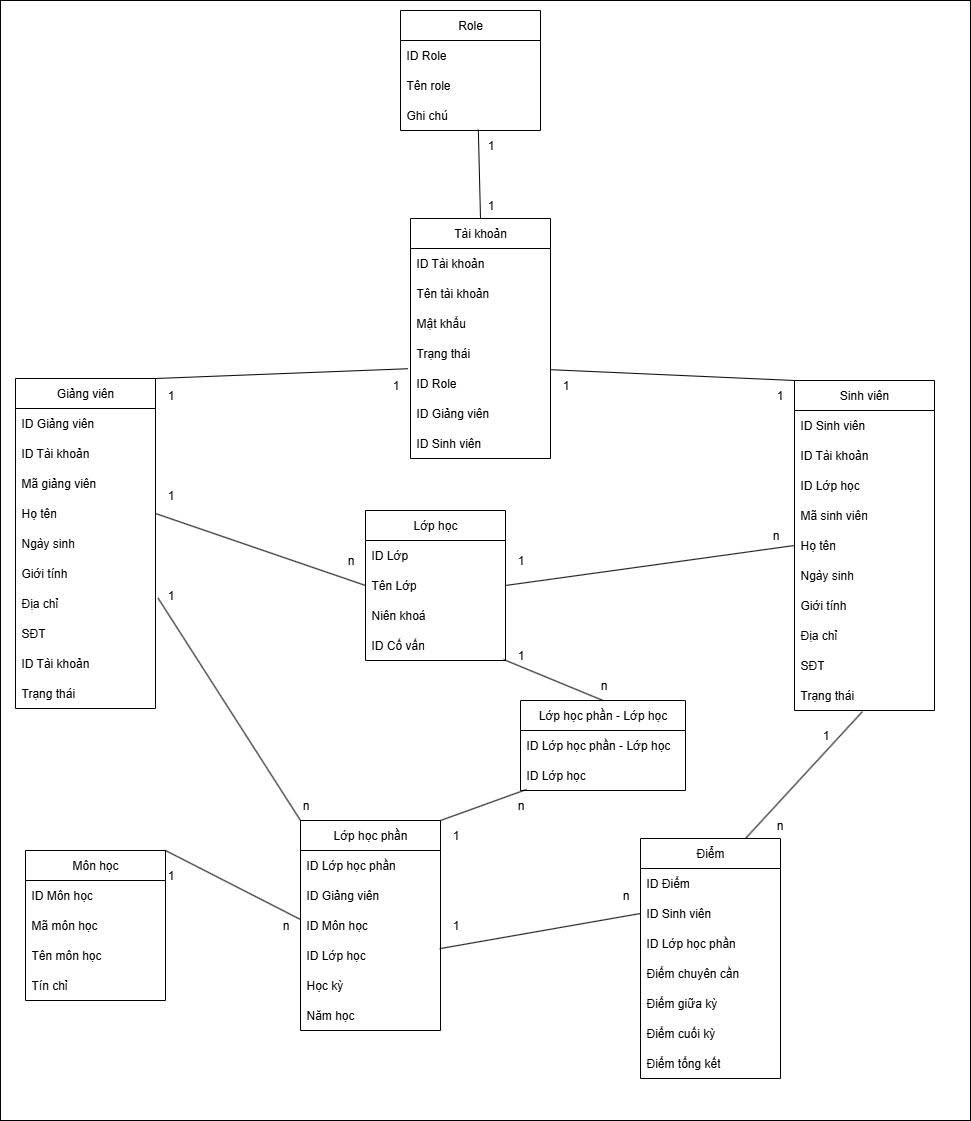 Role
ID Role
Tên role
Ghi chú
1
1
Tài khoản
ID Tài khoản
Tên tài khoản
Mật khẩu
Trạng thái
ID Role
ID Giảng viên
ID Sinh viên
1
1
1
1
Giảng viên
ID Giảng viên
ID Tài khoản
Mã giảng viên
Họ tên
Ngày sinh
Giới tính
Địa chỉ
SĐT
ID Tài khoản
Trạng thái
Sinh viên
ID Sinh viên
ID Tài khoản
ID Lớp học
Mã sinh viên
Họ tên
Ngày sinh
Giới tính
Địa chỉ
SĐT
Trạng thái
1
n
1
n
Lớp học
ID Lớp
Tên Lớp
Niên khoá
ID Cố vấn
1
1
n
Lớp học phần - Lớp học
ID Lớp học phần - Lớp học
ID Lớp học
n
1
n
Lớp học phần
ID Lớp học phần
ID Giảng viên
ID Môn học
ID Lớp học
Học kỳ
Năm học
Môn học
ID Môn học
Mã môn học
Tên môn học
Tín chỉ
1
n
1
n
1
n
Điểm
ID Điểm
ID Sinh viên
ID Lớp học phần
Điểm chuyên cần
Điểm giữa kỳ
Điểm cuối kỳ
Điểm tổng kết